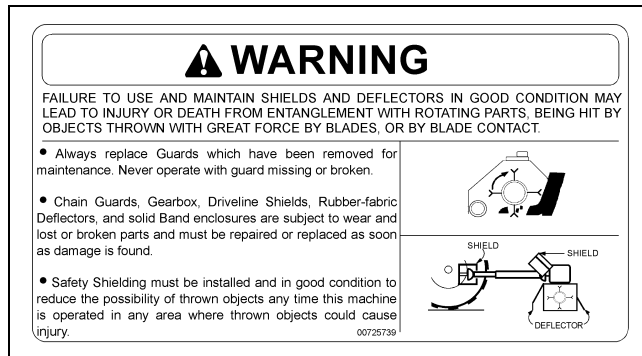 WARNING
FAILURE TO USE AND MAINTAIN SHIELDS AND DEFLECTORS IN GOOD CONDITION MAY
LEAD TO INJURY OR DEATH FROM ENTANGLEMENT WITH ROTATING PARTS, BEING HIT BY
OBJECTS THROWN WITH GREAT FORCE BY BLADES, OR BY BLADE CONTACT.
● Always replace Guards which have been removed for
maintenance. Never operate with guard missing or broken.
● Chain Guards, Gearbox, Driveline Shields, Rubber-fabric
Deflectors, and solid Band enclosures are subject to wear and
lost or broken parts and must be repaired or replaced as soon
as damage is found.
● Safety Shielding must be installed and in good condition to
reduce the possibility of thrown objects any time this machine
is operated in any area where thrown objects could cause
injury.
00725739
SHIELD
SHIELD
DEFLECTOR